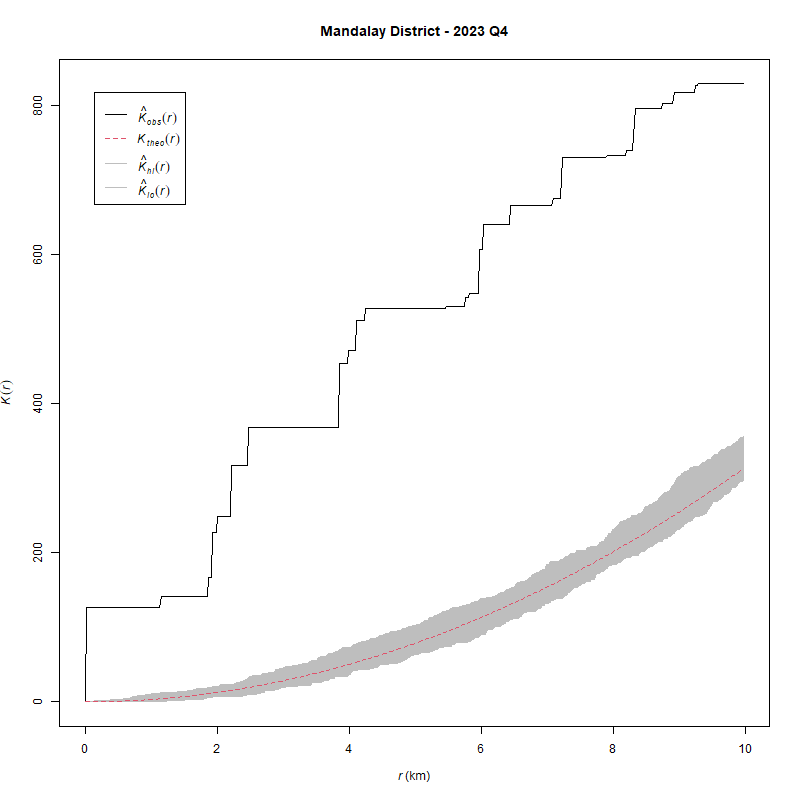 Mandalay District - 2023 Q4
K̂obs(r)
Ktheo(r)
K̂hi(r)
K̂lo(r)
800
600
400
200
0
K(r)
0 2 4 6 8 10
r (km)